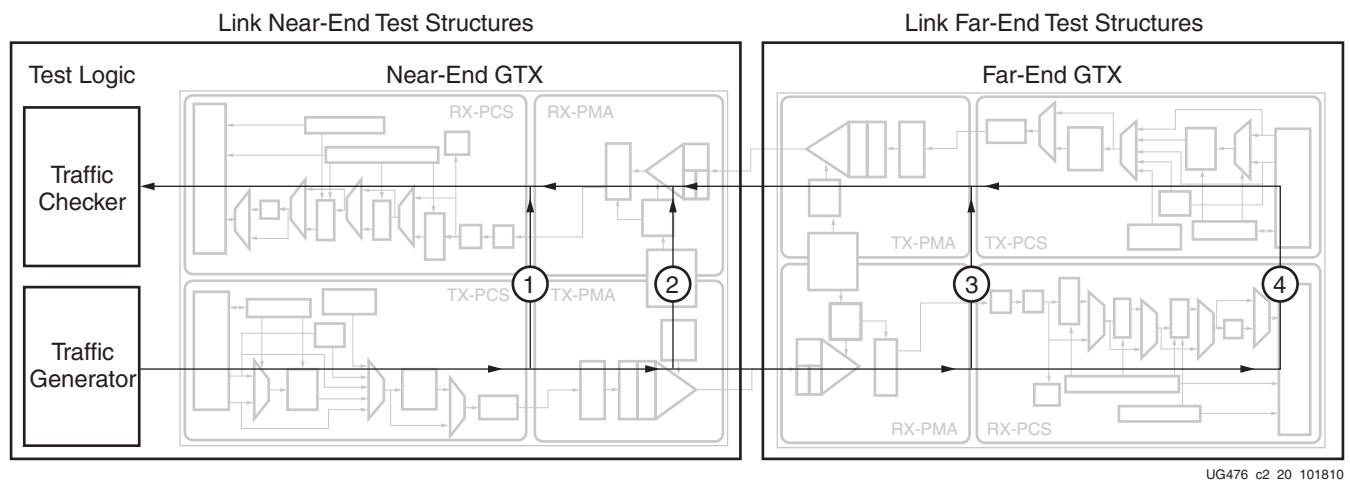 Link Near-End Test Structures
Link Far-End Test Structures
Test Logic
Near-End GTX
Far-End GTX
Traffic
Checker
RX-PCS
RX-PMA
TX-PMA
TX-PCS
1
2
3
4
Traffic
Generator
TX-PCS
TX-PMA
RX-PMA
RX-PCS
UG476_c2_20_101810